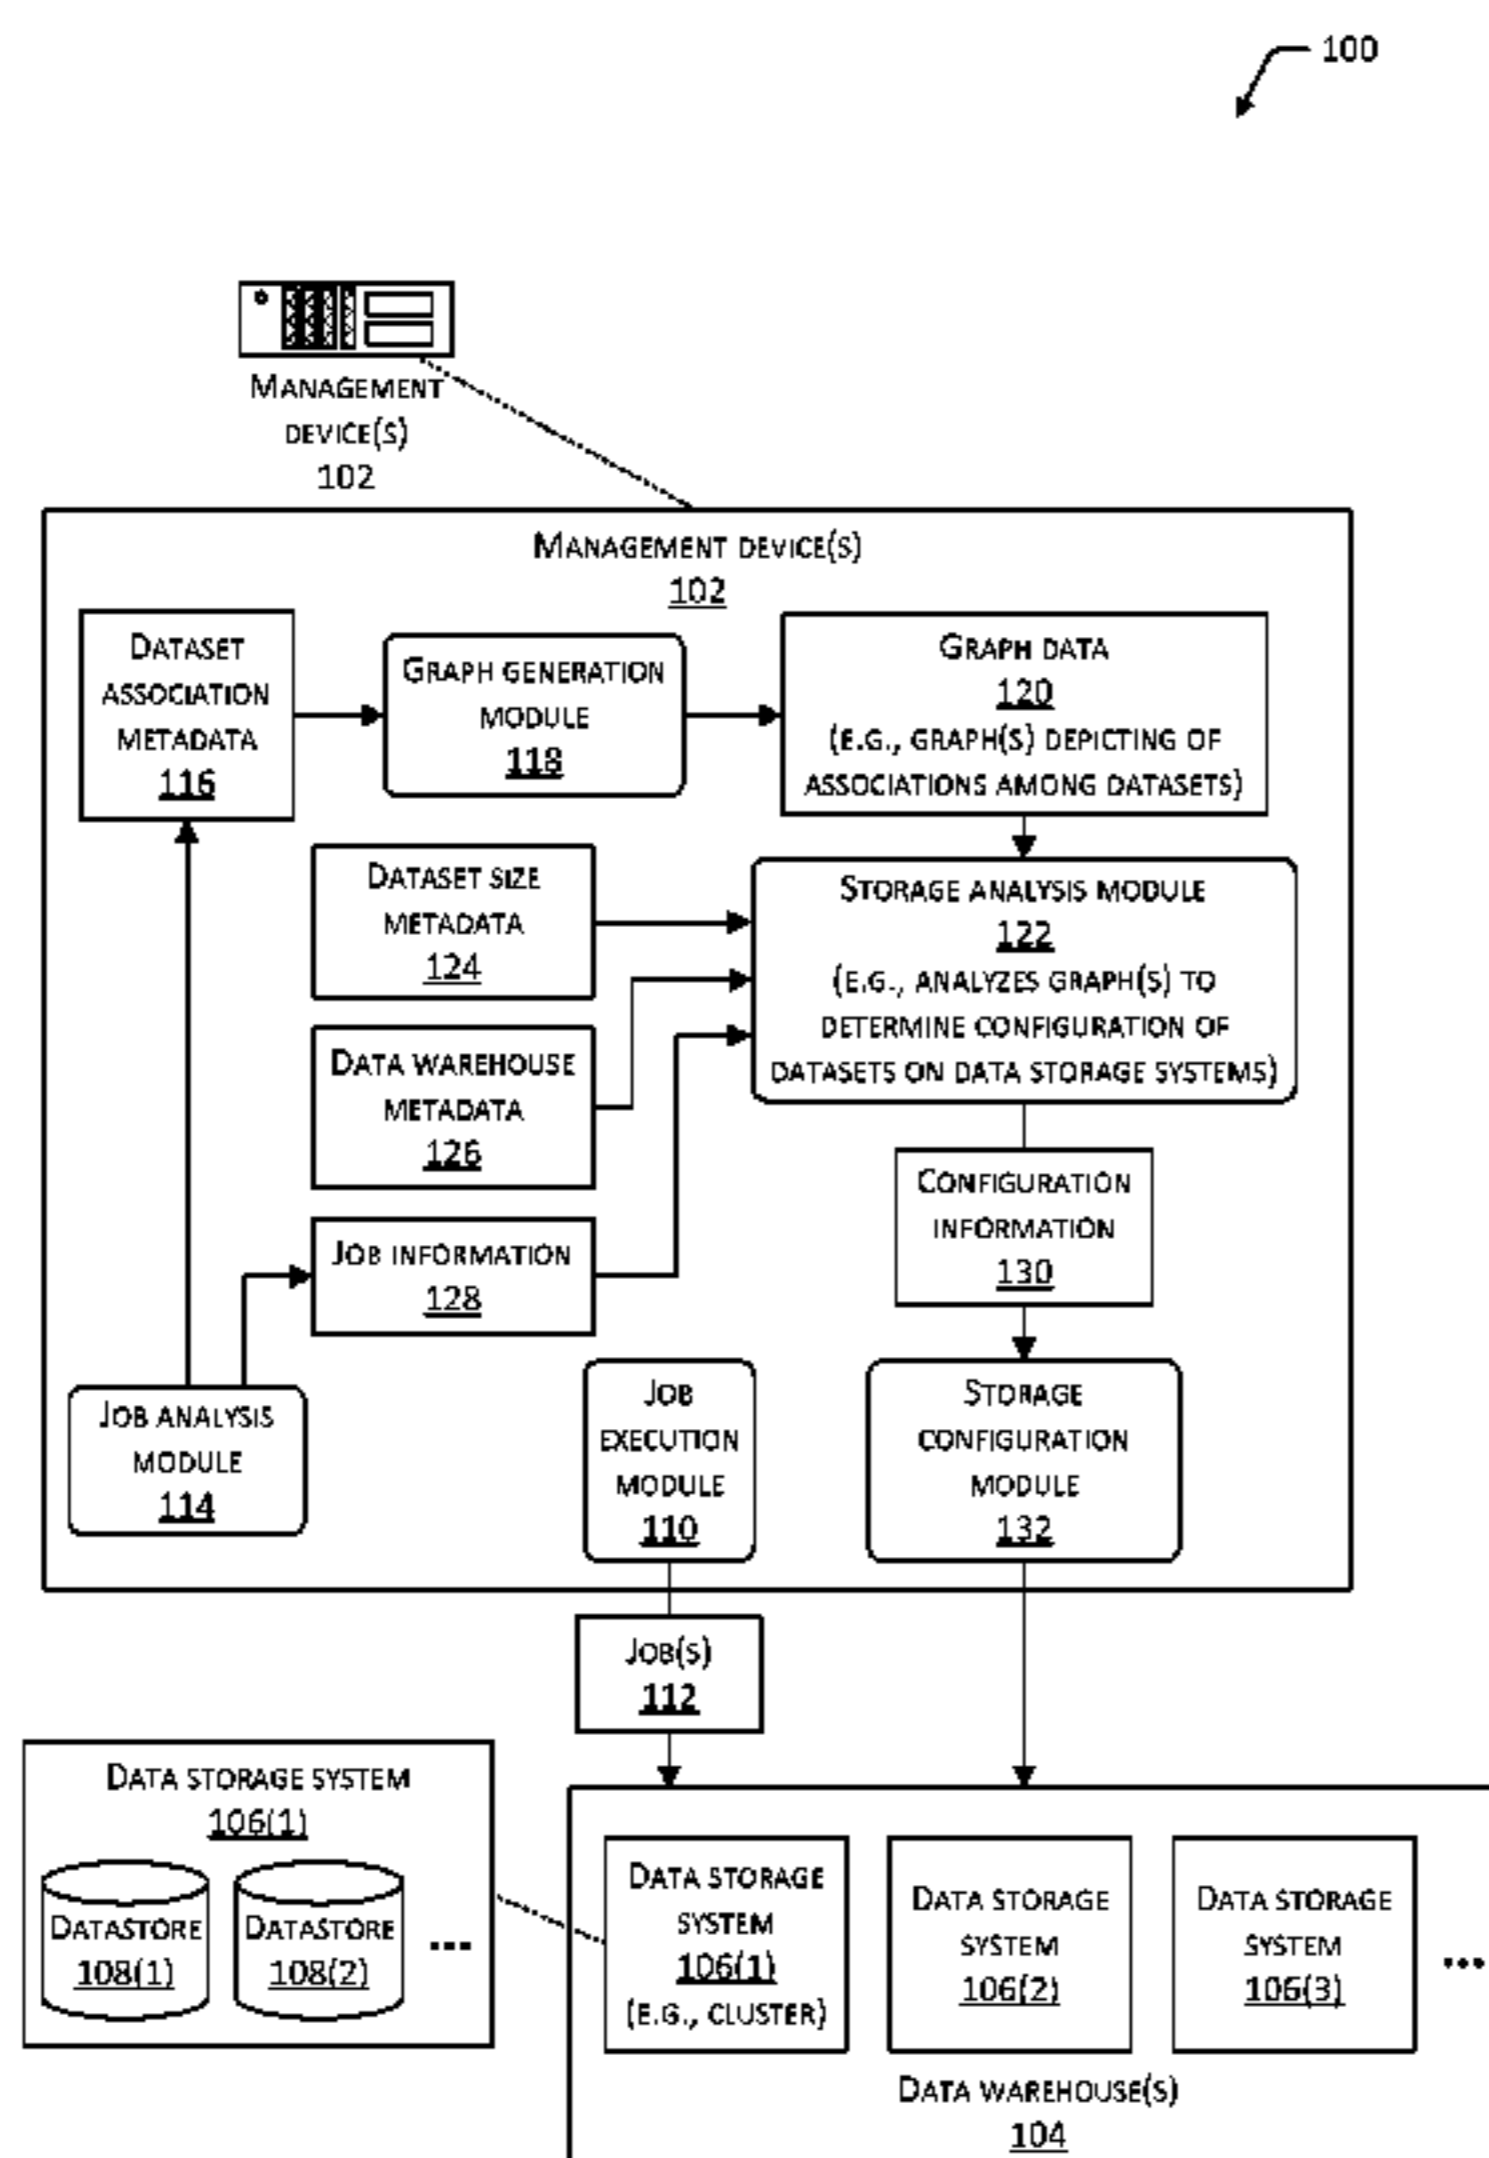 100
Management device(s)
102
Management device(s)
102
Dataset
association
metadata
116
Graph generation
module
118
Graph data
120
(e.g., graph(s) depicting of
associations among datasets)
Dataset size
metadata
124
Storage analysis module
122
(e.g., analyzes graph(s) to
determine configuration of
datasets on data storage systems)
Data warehouse
metadata
126
Job information
128
Configuration
information
130
Job analysis
module
114
Job
execution
module
110
Storage
configuration
module
132
Job(s)
112
Data storage system
106(1)
Datastore
108(1)
Datastore
108(2)
...
Data storage
system
106(1)
(e.g., cluster)
Data storage
system
106(2)
Data storage
system
106(3)
...
Data warehouse(s)
104